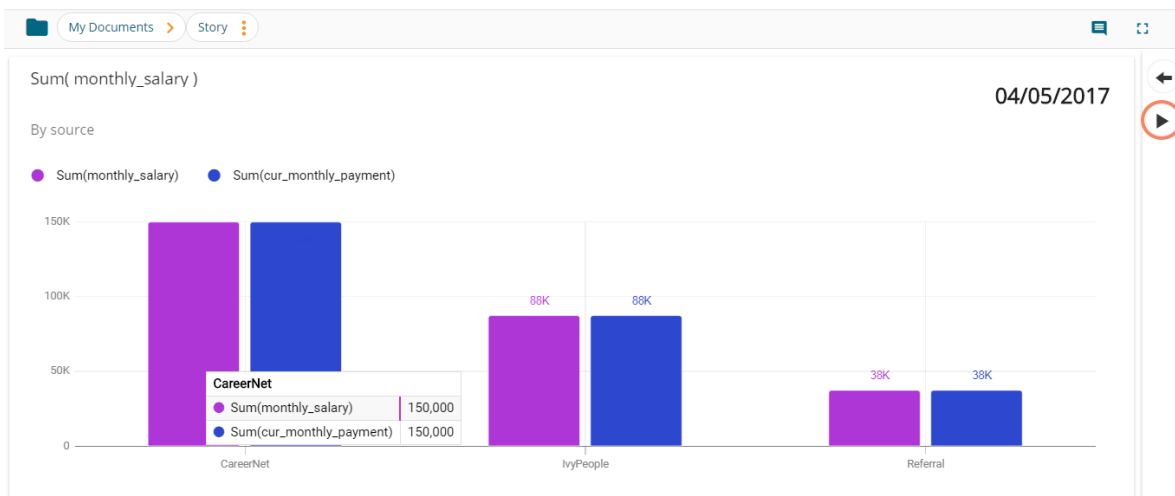 My Documents Story
Sum( monthly_salary )
04/05/2017
By source
Sum(monthly_salary) Sum(cur_monthly_payment)
150K
100K
88K 88K
50K
38K 38K
CareerNet
Sum(monthly_salary) 150,000
Sum(cur_monthly_payment) 150,000
0
CareerNet IvyPeople Referral